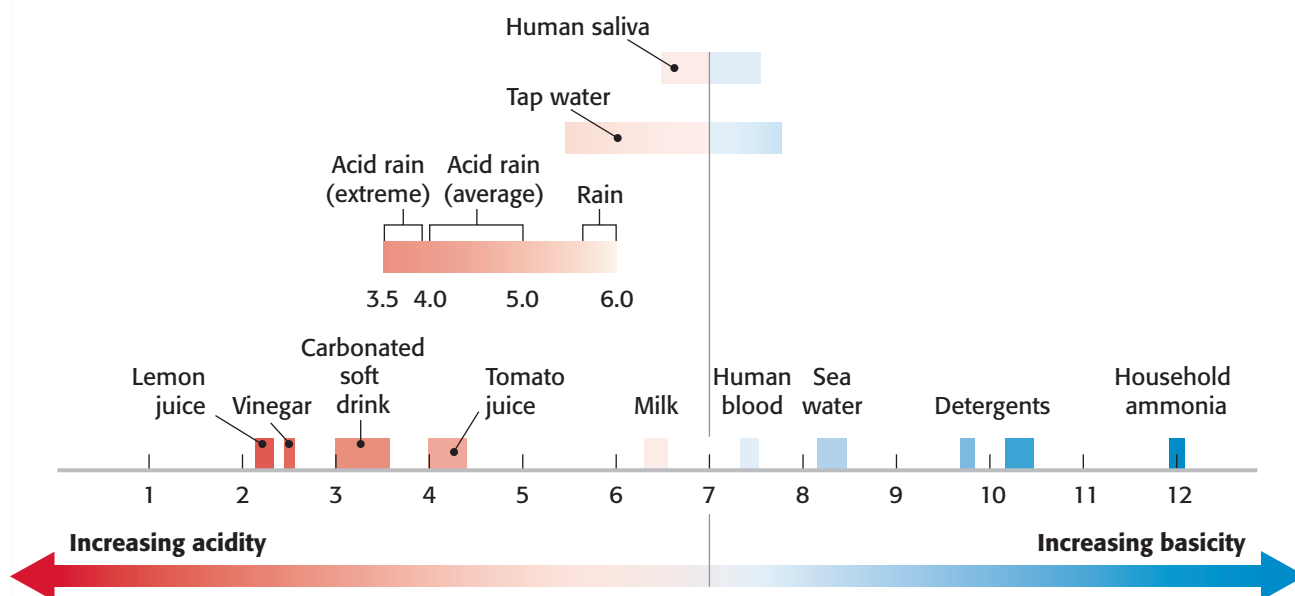 Human saliva
Tap water
Acid rain
(extreme)
Acid rain
(average)
Rain
3.5 4.0 5.0 6.0
Lemon
juice
Vinegar
Carbonated
soft
drink
Tomato
juice
Milk
Human
blood
Sea
water
Detergents
Household
ammonia
1 2 3 4 5 6 7 8 9 10 11 12
Increasing acidity
Increasing basicity